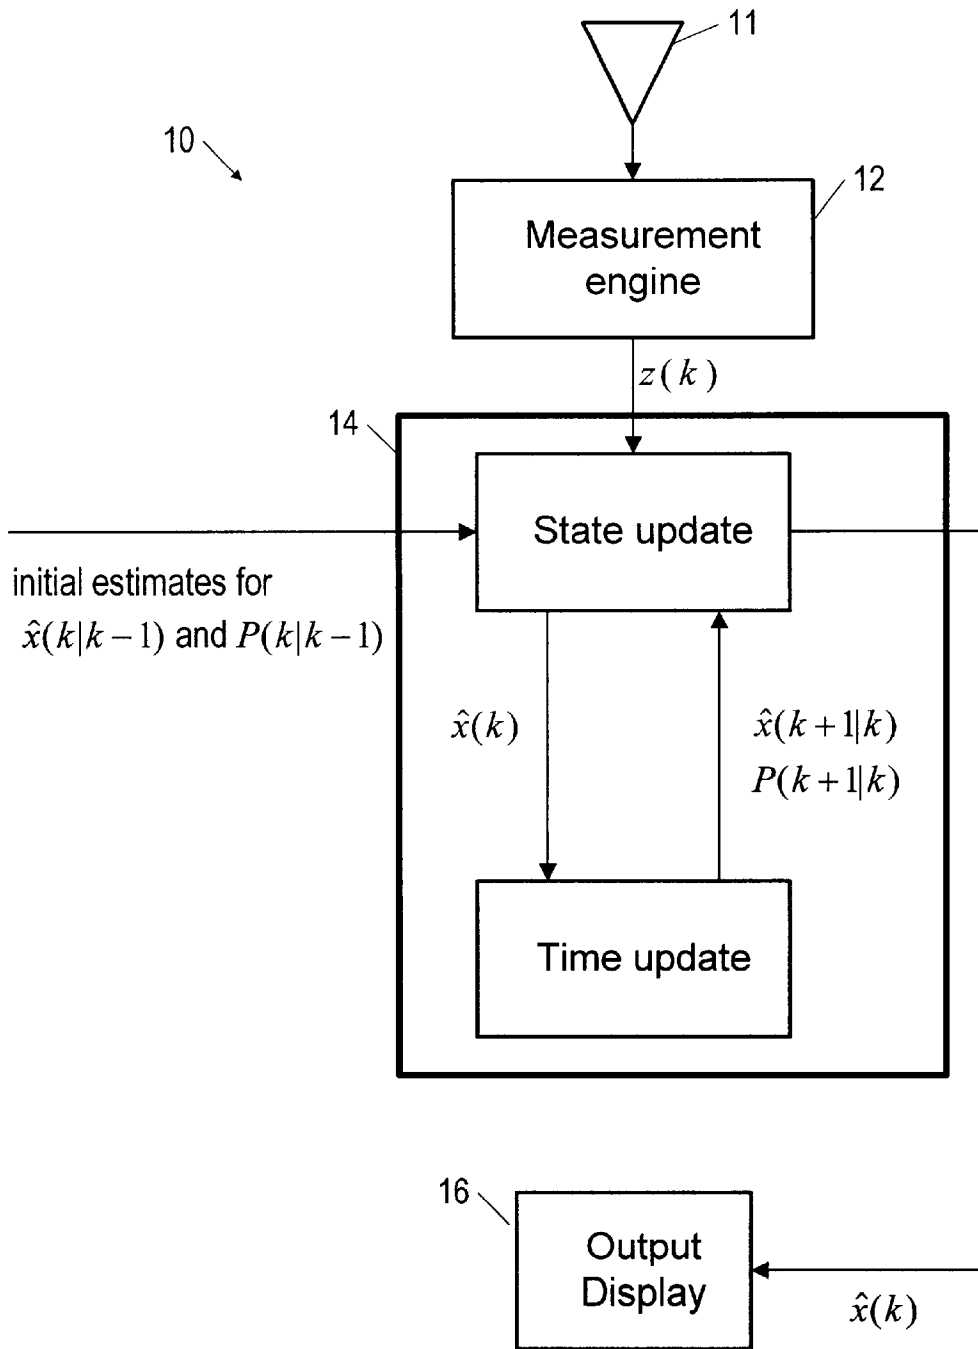 11
10
12
Measurement
engine
z(k)
14
State update
initial estimates for
x̂(k|k−1) and P(k|k−1)
x̂(k)
x̂(k+1|k)
P(k+1|k)
Time update
16
Output
Display
x̂(k)